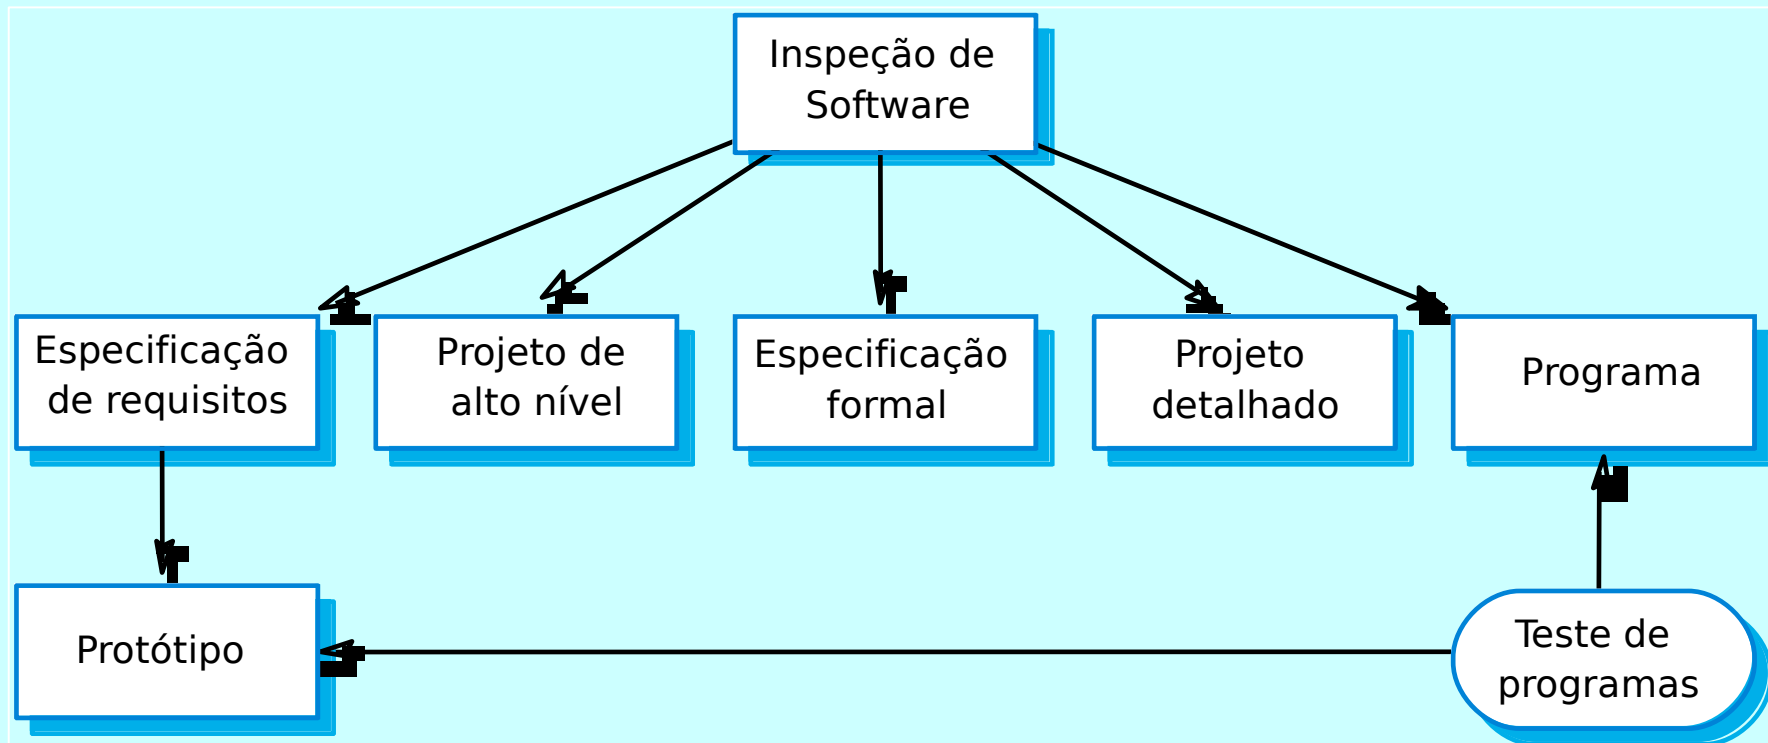 Inspeção de
Software
Especificação
de requisitos
Projeto de
alto nível
Especificação
formal
Projeto
detalhado
Programa
Protótipo
Teste de
programas